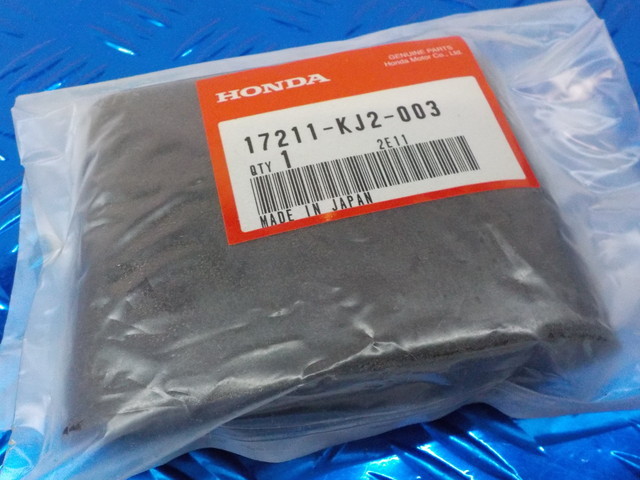 HONDA
GENUINE PARTS
Honda Motor Co., Ltd.
17211-KJ2-003
QTY 1
2E11
MADE IN JAPAN